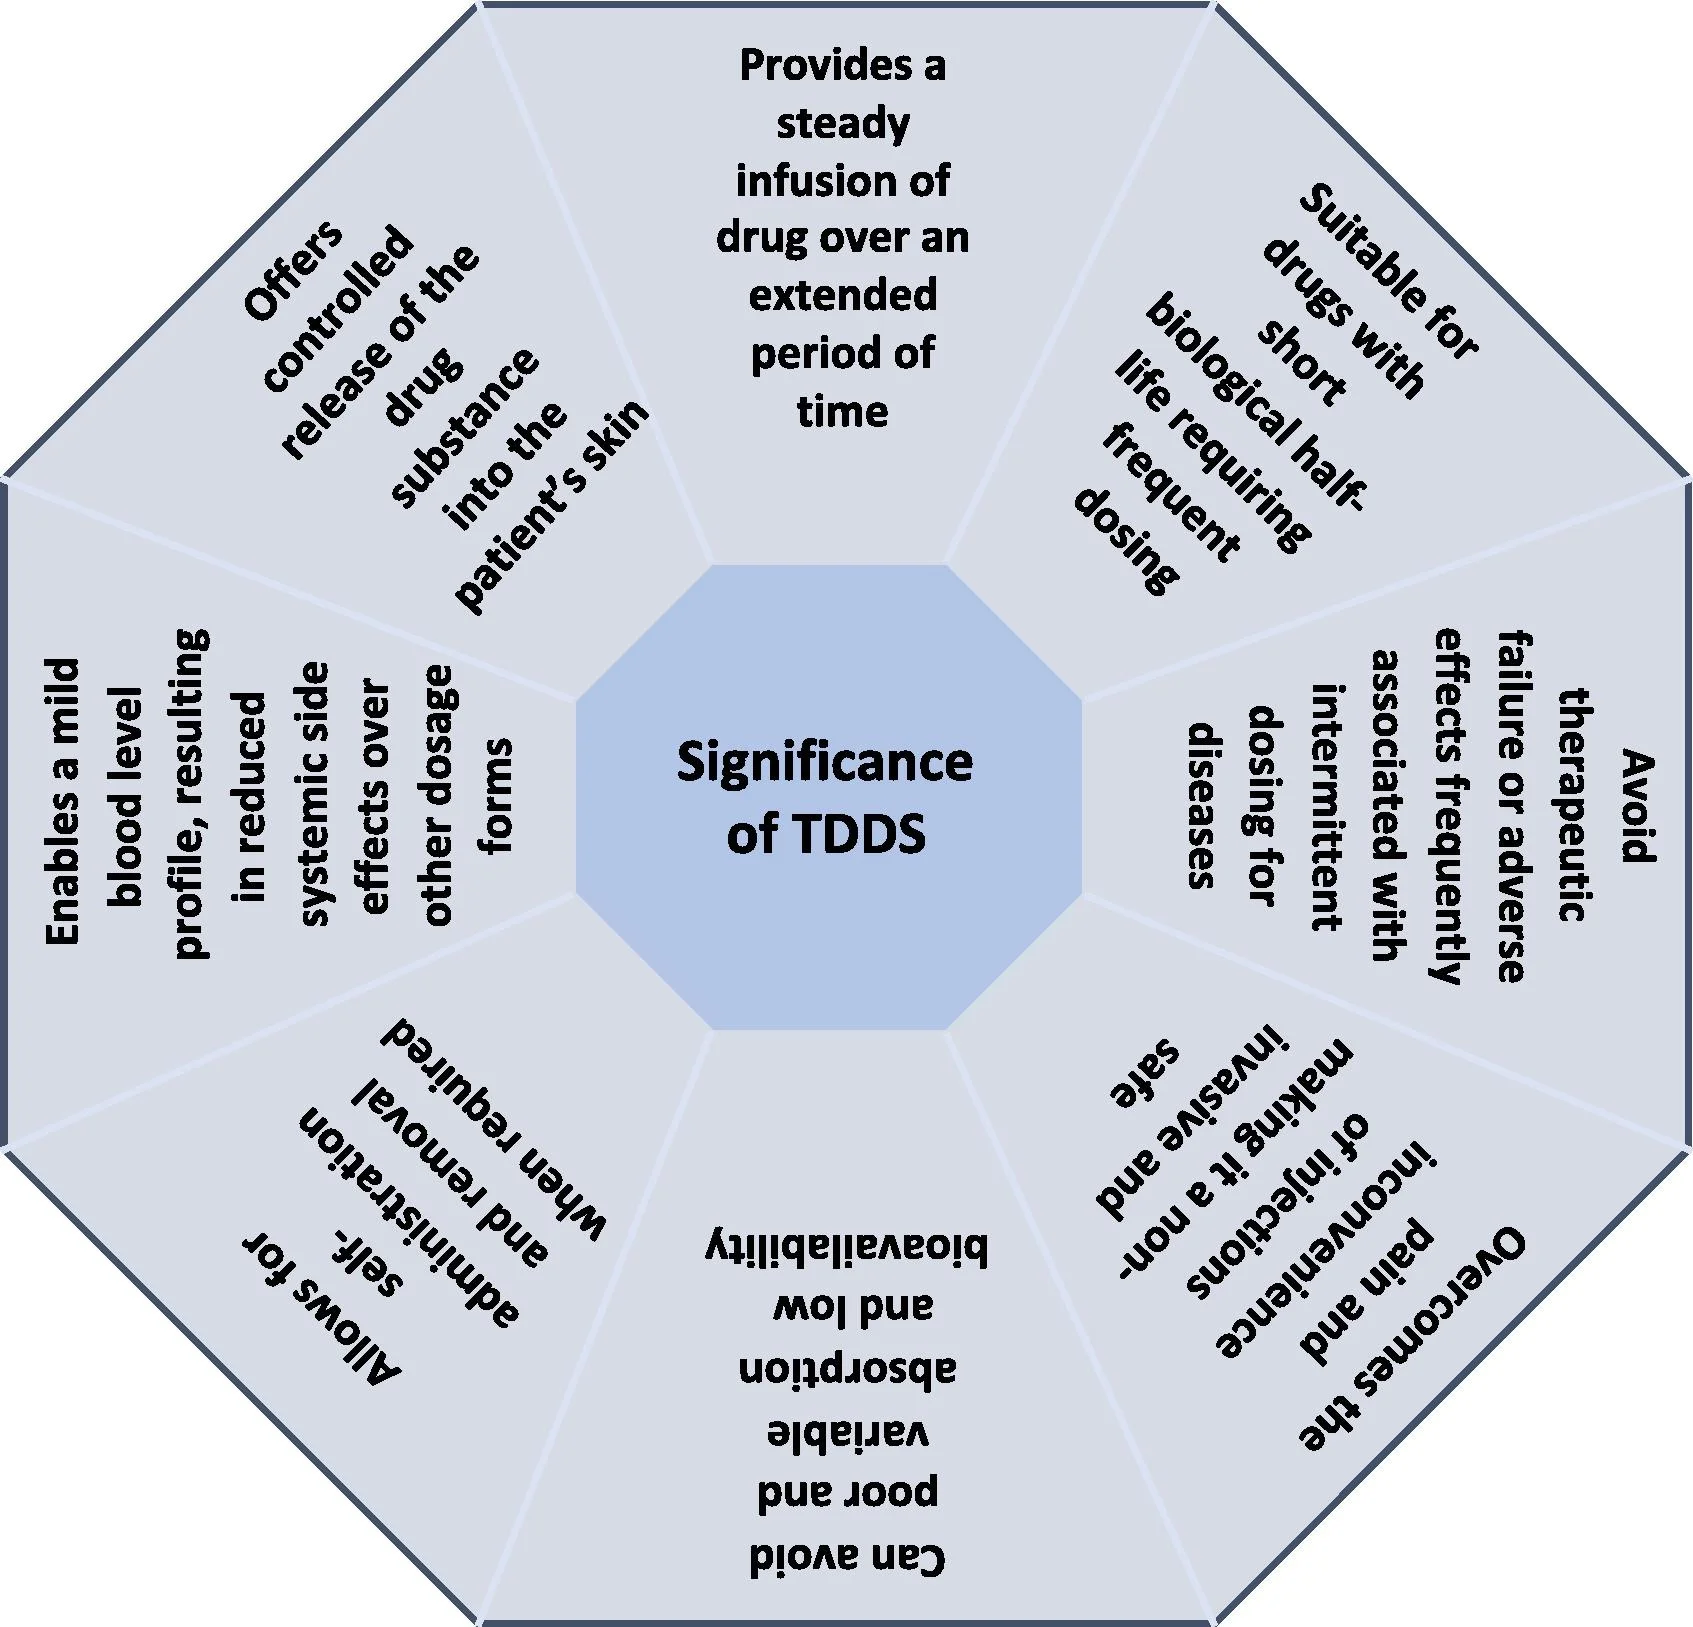 Provides a
steady
infusion of
drug over an
extended
period of
time
Suitable for
drugs with
short
biological half-
life requiring
frequent
dosing
Avoid
therapeutic
failure or adverse
effects frequently
associated with
intermittent
dosing for
diseases
Overcomes the
pain and
inconvenience
of injections
making it a non-
invasive and
safe
Can avoid
poor and
variable
absorption
and low
bioavailability
Allows for
self-
administration
and removal
when required
Enables a mild
blood level
profile, resulting
in reduced
systemic side
effects over
other dosage
forms
Offers
controlled
release of the
drug
substance
into the
patient’s skin
Significance
of TDDS